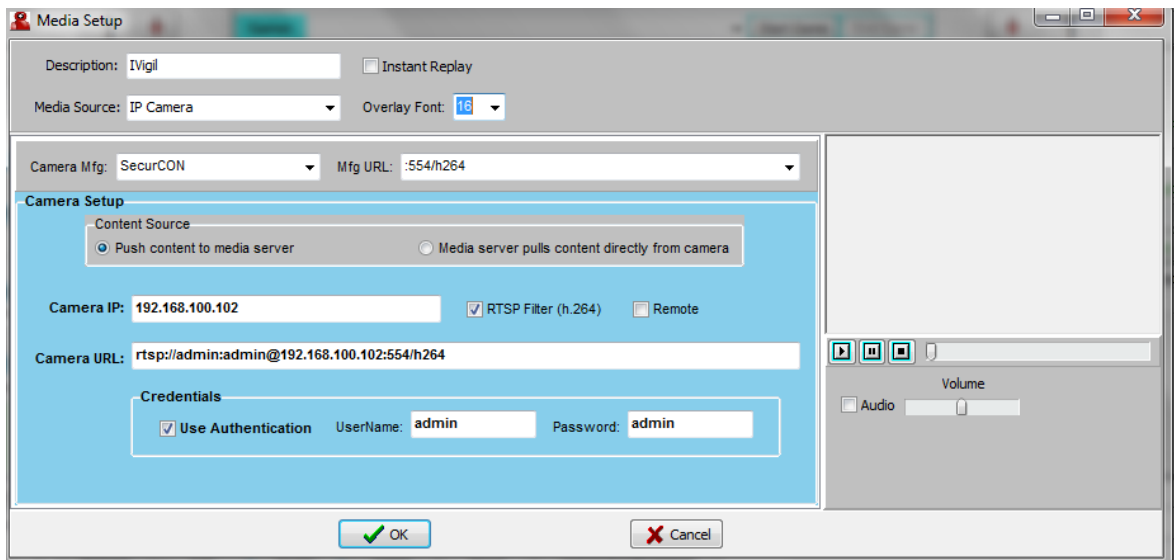 Media Setup
Description: IVigil Instant Replay
Media Source: IP Camera Overlay Font: 16
Camera Mfg: SecurCON Mfg URL: :554/h264
Camera Setup
Content Source
Push content to media server Media server pulls content directly from camera
Camera IP: 192.168.100.102 RTSP Filter (h.264) Remote
Camera URL: rtsp://admin:admin@192.168.100.102:554/h264
Volume
Audio
Credentials
Use Authentication UserName: admin Password: admin
OK Cancel